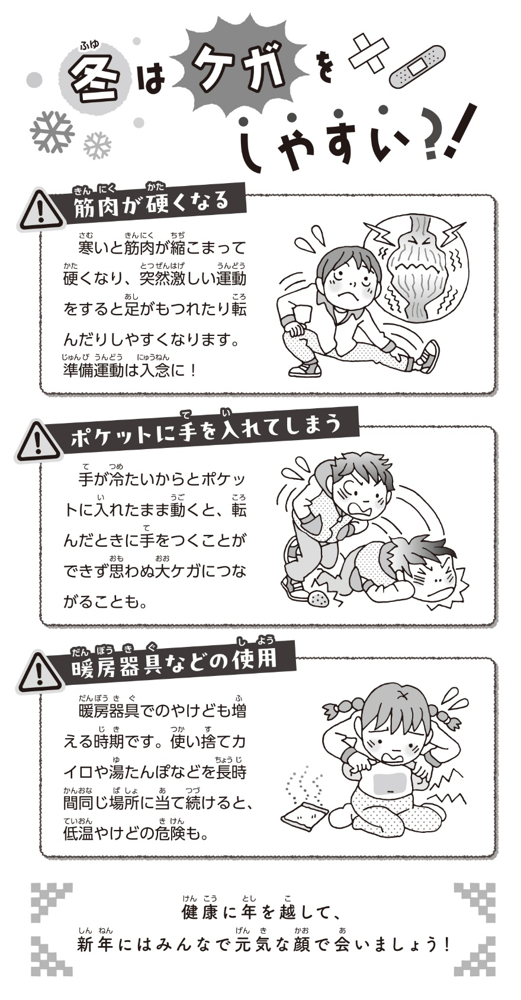 冬はケガを
しやすい?!
筋肉が硬くなる
寒いと筋肉が縮こまって
硬くなり、突然激しい運動
をすると足がもつれたり転
んだりしやすくなります。
準備運動は入念に！
ポケットに手を入れてしまう
手が冷たいからとポケッ
トに入れたまま動くと、転
んだときに手をつくことが
できず思わぬ大ケガにつな
がることも。
暖房器具などの使用
暖房器具でのやけども増
える時期です。使い捨てカ
イロや湯たんぽなどを長時
間同じ場所に当て続けると、
低温やけどの危険も。
健康に年を越して、
新年にはみんなで元気な顔で会いましょう！